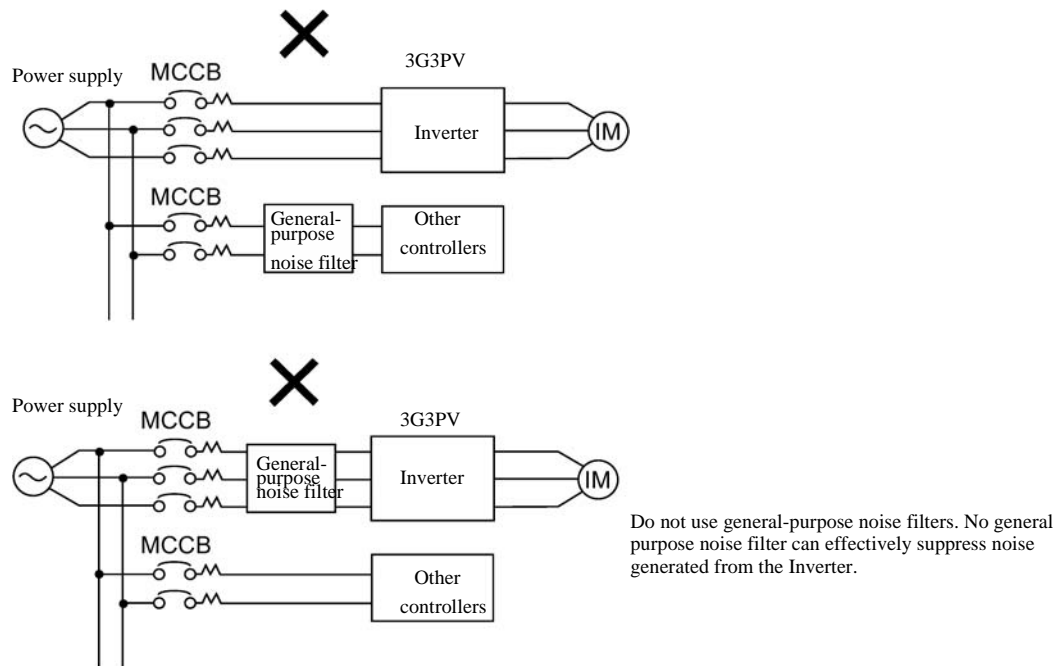 3G3PV
Power supply
MCCB
Inverter
IM
MCCB
General-
purpose
noise filter
Other
controllers
Power supply
MCCB
3G3PV
General-
purpose
noise filter
Inverter
IM
Do not use general-purpose noise filters. No general
purpose noise filter can effectively suppress noise
generated from the Inverter.
MCCB
Other
controllers